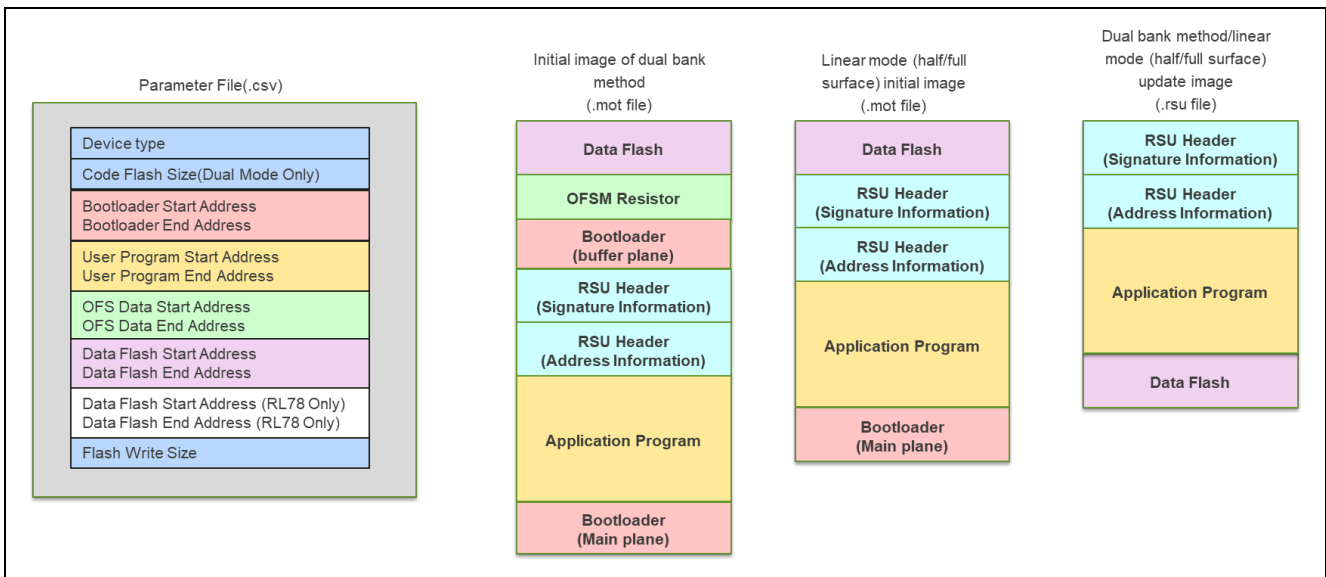 Parameter File(.csv)
Device type
Code Flash Size(Dual Mode Only)
Bootloader Start Address
Bootloader End Address
User Program Start Address
User Program End Address
OFS Data Start Address
OFS Data End Address
Data Flash Start Address
Data Flash End Address
Data Flash Start Address (RL78 Only)
Data Flash End Address (RL78 Only)
Flash Write Size
Initial image of dual bank
method
(.mot file)
Data Flash
OFSM Resistor
Bootloader
(buffer plane)
RSU Header
(Signature Information)
RSU Header
(Address Information)
Application Program
Bootloader
(Main plane)
Linear mode (half/full
surface) initial image
(.mot file)
Data Flash
RSU Header
(Signature Information)
RSU Header
(Address Information)
Application Program
Bootloader
(Main plane)
Dual bank method/linear
mode (half/full surface)
update image
(.rsu file)
RSU Header
(Signature Information)
RSU Header
(Address Information)
Application Program
Data Flash